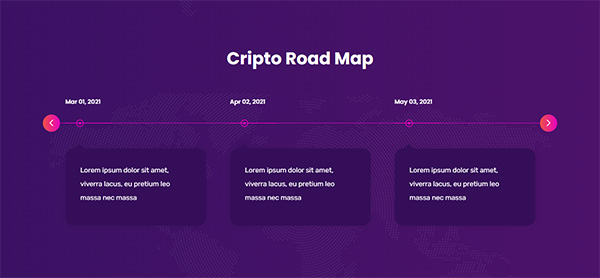 Cripto Road Map
Mar 01, 2021
Apr 02, 2021
May 03, 2021
Lorem ipsum dolor sit amet,
viverra lacus, eu pretium leo
massa nec massa
Lorem ipsum dolor sit amet,
viverra lacus, eu pretium leo
massa nec massa
Lorem ipsum dolor sit amet,
viverra lacus, eu pretium leo
massa nec massa